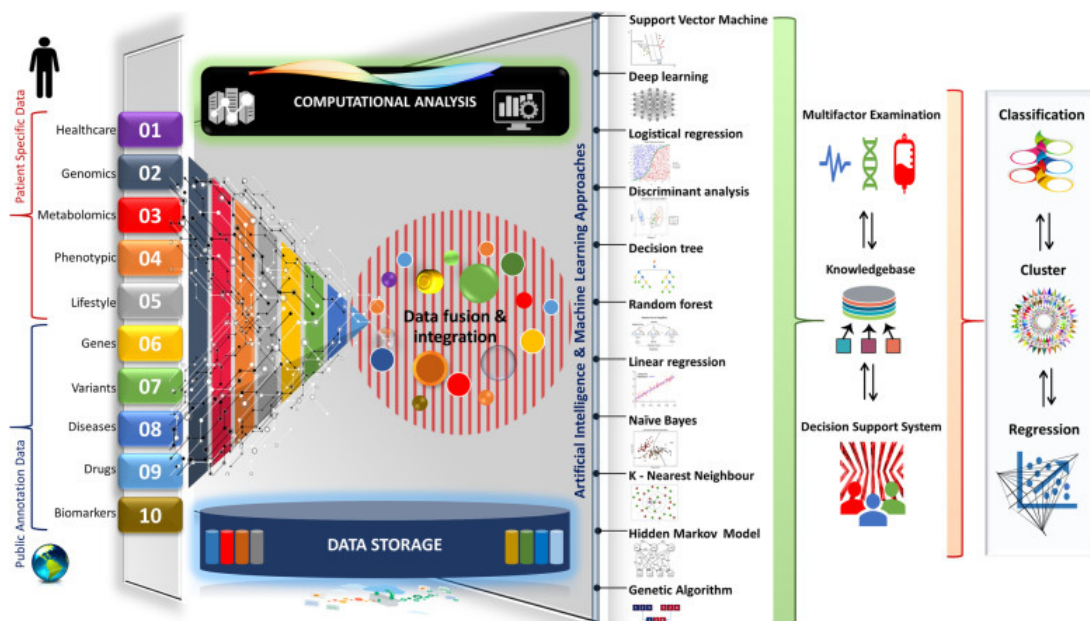 Patient Specific Data
Public Annotation Data
Healthcare
01
Genomics
02
Metabolomics
03
Phenotypic
04
Lifestyle
05
Genes
06
Variants
07
Diseases
08
Drugs
09
Biomarkers
10
COMPUTATIONAL ANALYSIS
Data fusion &
integration
DATA STORAGE
Artificial Intelligence & Machine Learning Approaches
Support Vector Machine
Deep learning
Logistical regression
Discriminant analysis
Decision tree
Random forest
Linear regression
Naïve Bayes
K - Nearest Neighbour
Hidden Markov Model
Genetic Algorithm
Multifactor Examination
Knowledgebase
Decision Support System
Classification
Cluster
Regression